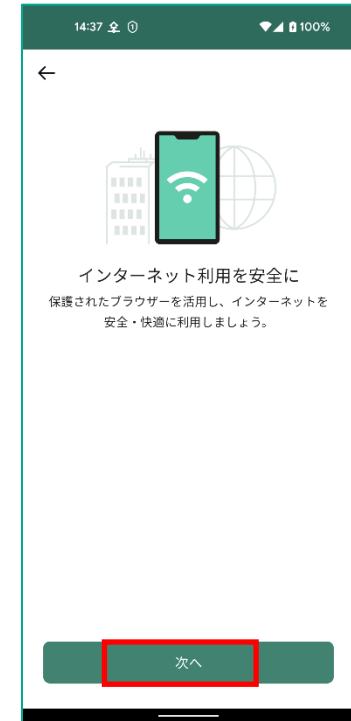 14:37 100%
インターネット利用を安全に
保護されたブラウザーを活用し、インターネットを
安全・快適に利用しましょう。
次へ